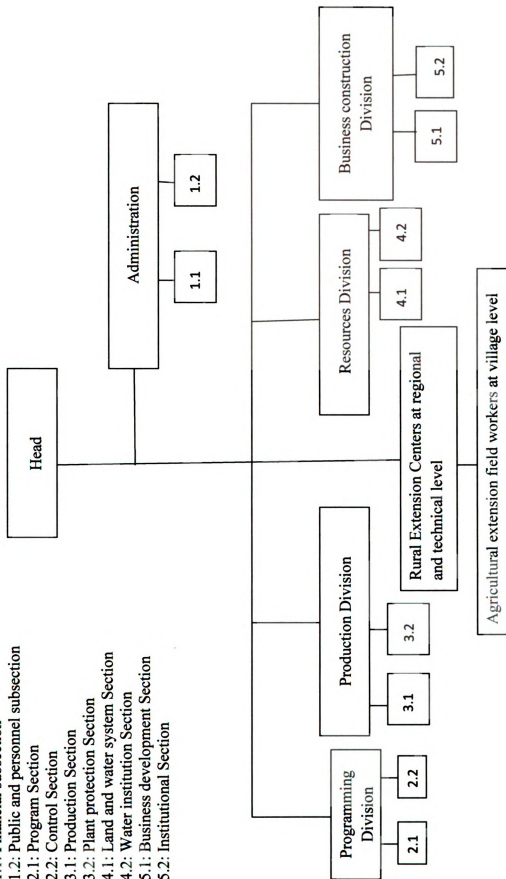 1.2: Public and personnel subsection
2.1: Program Section
2.2: Control Section
3.1: Production Section
3.2: Plant protection Section
4.1: Land and water system Section
4.2: Water institution Section
5.1: Business development Section
5.2: Institutional Section
Head
Administration
1.1
1.2
Programming
Division
2.1
2.2
Production Division
3.1
3.2
Resources Division
4.1
4.2
Business construction
Division
5.1
5.2
Rural Extension Centers at regional
and technical level
Agricultural extension field workers at village level